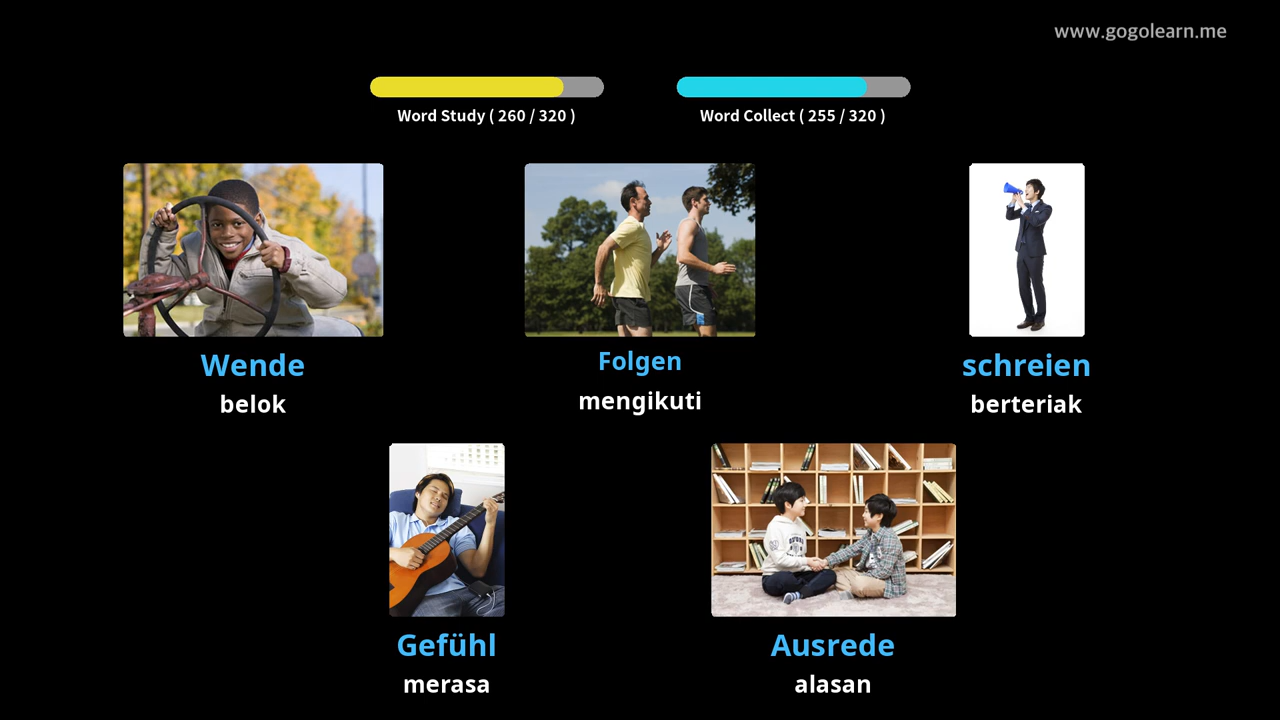 www.gogolearn.me
Word Study ( 260 / 320 )
Word Collect ( 255 / 320 )
Wende
belok
Folgen
mengikuti
schreien
berteriak
Gefühl
merasa
Ausrede
alasan